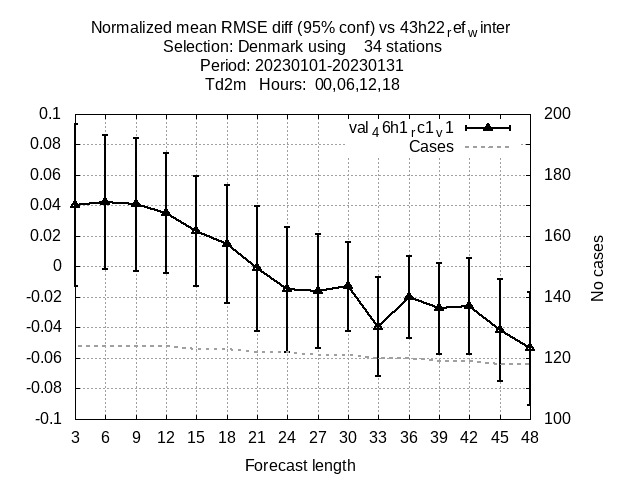 Normalized mean RMSE diff (95% conf) vs 43h22ref winter
Selection: Denmark using 34 stations
Period: 20230101-20230131
Td2m Hours: 00,06,12,18
0.1 200
val46h1rc1v1
0.08
Cases
0.06 180
0.04
0.02 160
0
-0.02 140
-0.04
-0.06 120
-0.08
-0.1 100
No cases
3 6 9 12 15 18 21 24 27 30 33 36 39 42 45 48
Forecast length